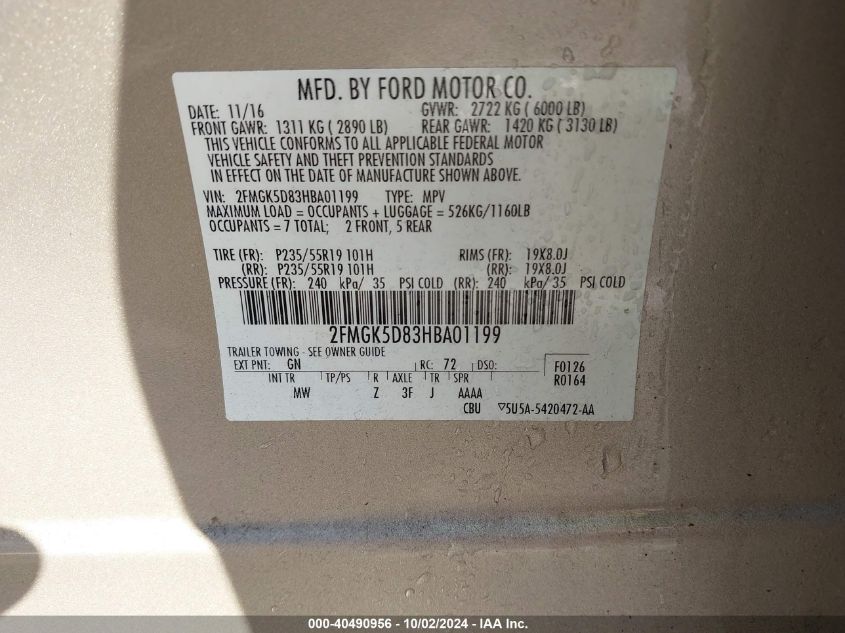 MFD. BY FORD MOTOR CO.
DATE: 11/16 GVWR: 2722 KG ( 6000 LB)
FRONT GAWR: 1311 KG ( 2890 LB) REAR GAWR: 1420 KG ( 3130 LB)
THIS VEHICLE CONFORMS TO ALL APPLICABLE FEDERAL MOTOR
VEHICLE SAFETY AND THEFT PREVENTION STANDARDS
IN EFFECT ON THE DATE OF MANUFACTURE SHOWN ABOVE.
VIN: 2FMGK5D83HBA01199 TYPE: MPV
MAXIMUM LOAD = OCCUPANTS + LUGGAGE = 526KG/1160LB
OCCUPANTS = 7 TOTAL; 2 FRONT, 5 REAR
TIRE (FR): P235/55R19 101H RIMS (FR): 19X8.0J
(RR): P235/55R19 101H (RR): 19X8.0J
PRESSURE (FR): 240 kPa/ 35 PSI COLD (RR): 240 kPa/ 35 PSI COLD
2FMGK5D83HBA01199
TRAILER TOWING - SEE OWNER GUIDE
EXT PNT: GN RC: 72 DSO: F0126
INT TR TP/PS R AXLE TR SPR R0164
MW Z 3F J AAAA
CBU ▽5U5A-5420472-AA
000-40490956 - 10/02/2024 - IAA Inc.